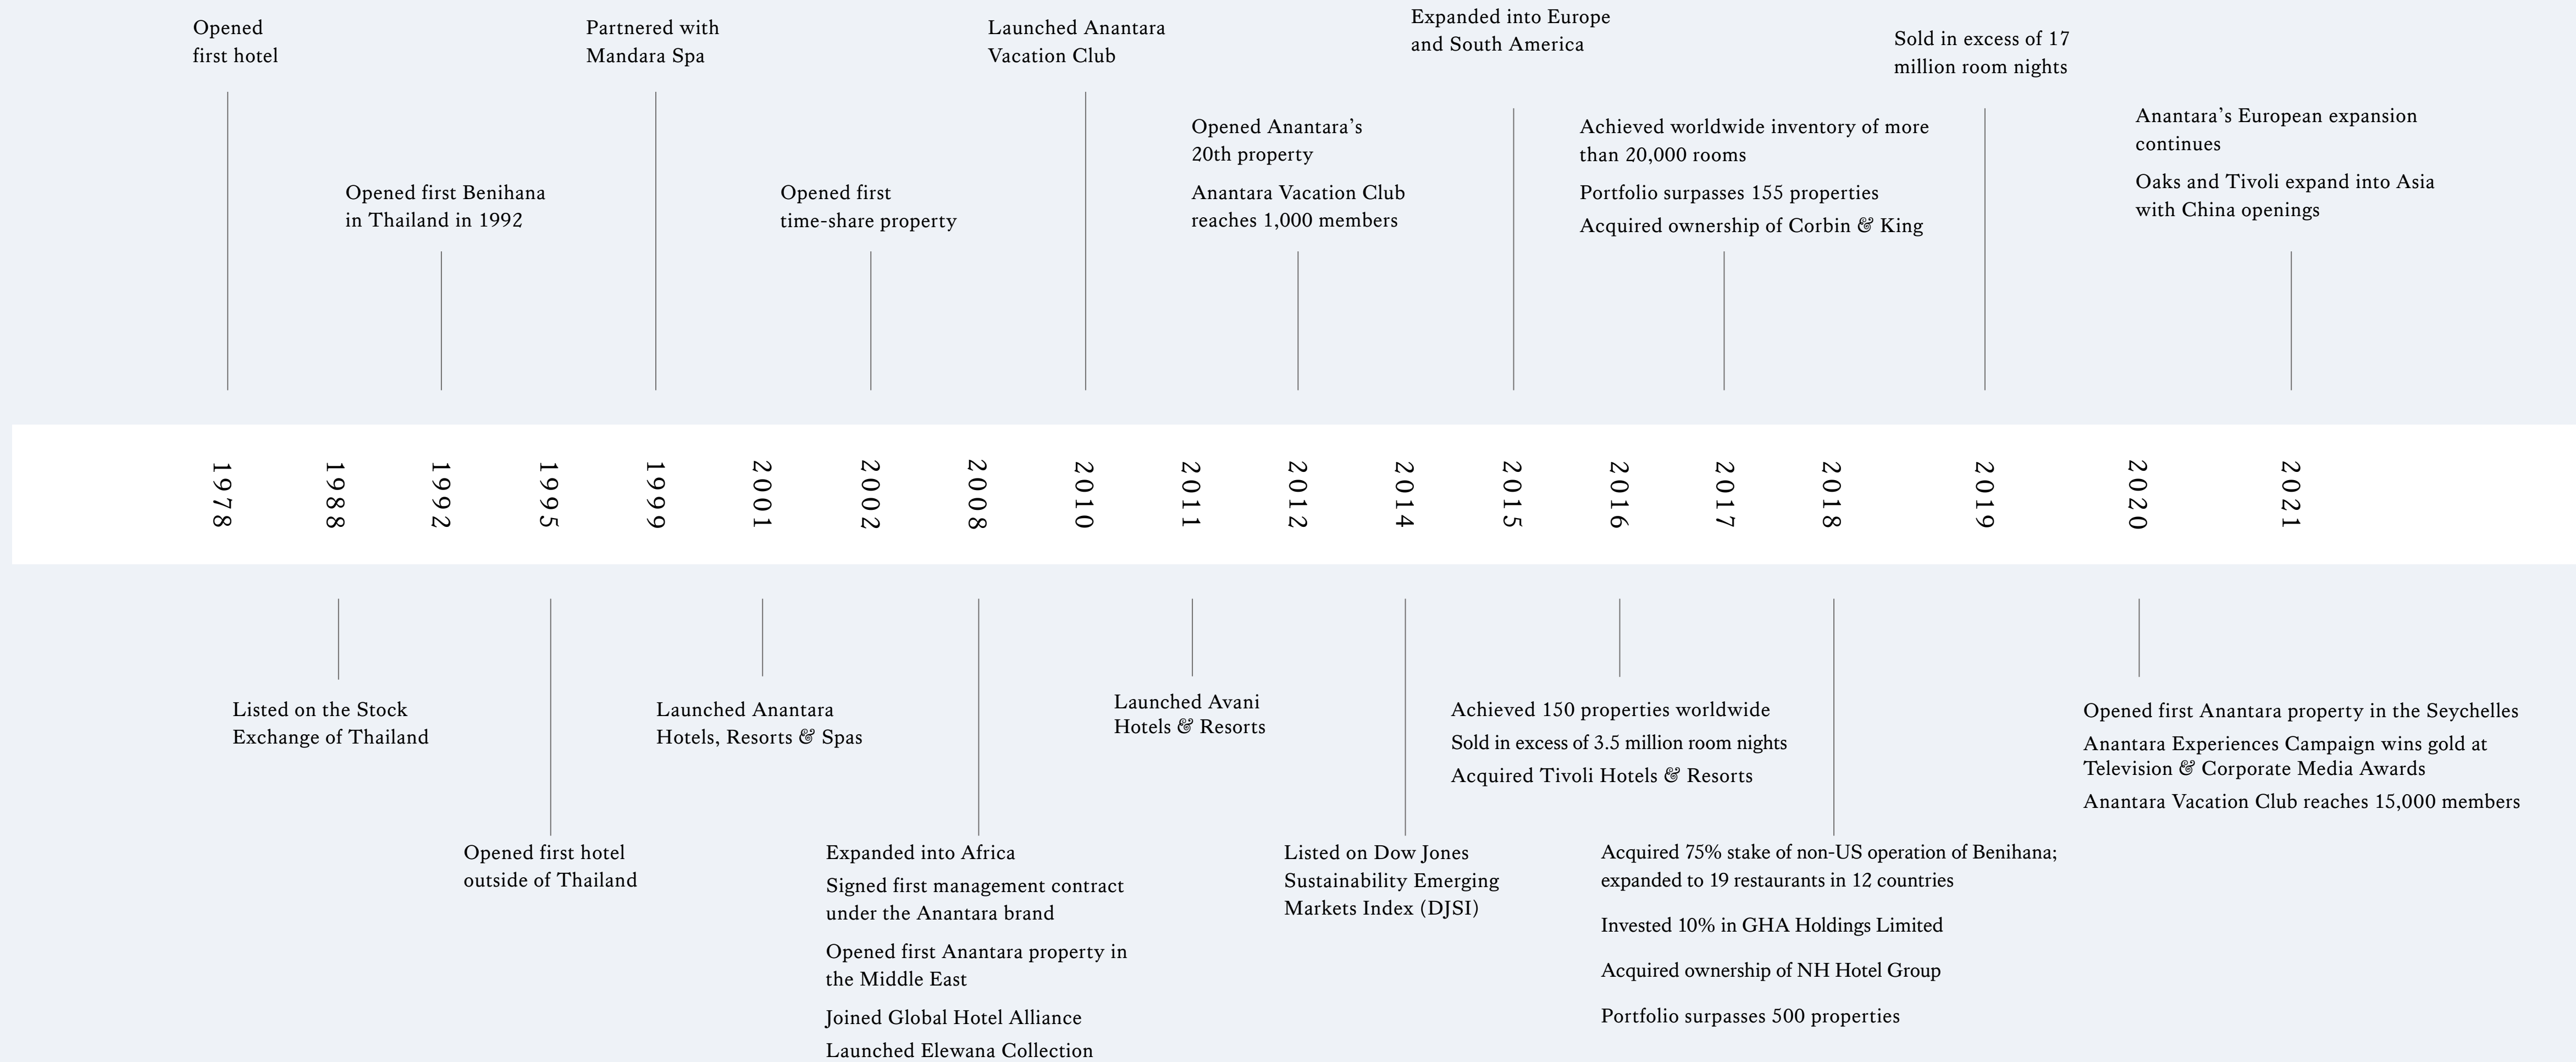 Opened
first hotel
Partnered with
Mandara Spa
Launched Anantara
Vacation Club
Expanded into Europe
and South America
Sold in excess of 17
million room nights
Opened first Benihana
in Thailand in 1992
Opened first
time-share property
Opened Anantara’s
20th property
Anantara Vacation Club
reaches 1,000 members
Achieved worldwide inventory of more
than 20,000 rooms
Portfolio surpasses 155 properties
Acquired ownership of Corbin & King
Anantara’s European expansion
continues
Oaks and Tivoli expand into Asia
with China openings
1978
1988
1992
1995
1999
2001
2002
2008
2010
2011
2012
2014
2015
2016
2017
2018
2019
2020
2021
Listed on the Stock
Exchange of Thailand
Launched Anantara
Hotels, Resorts & Spas
Launched Avani
Hotels & Resorts
Achieved 150 properties worldwide
Sold in excess of 3.5 million room nights
Acquired Tivoli Hotels & Resorts
Opened first Anantara property in the Seychelles
Anantara Experiences Campaign wins gold at
Television & Corporate Media Awards
Anantara Vacation Club reaches 15,000 members
Opened first hotel
outside of Thailand
Expanded into Africa
Signed first management contract
under the Anantara brand
Opened first Anantara property in
the Middle East
Joined Global Hotel Alliance
Launched Elewana Collection
Listed on Dow Jones
Sustainability Emerging
Markets Index (DJSI)
Acquired 75% stake of non-US operation of Benihana;
expanded to 19 restaurants in 12 countries
Invested 10% in GHA Holdings Limited
Acquired ownership of NH Hotel Group
Portfolio surpasses 500 properties